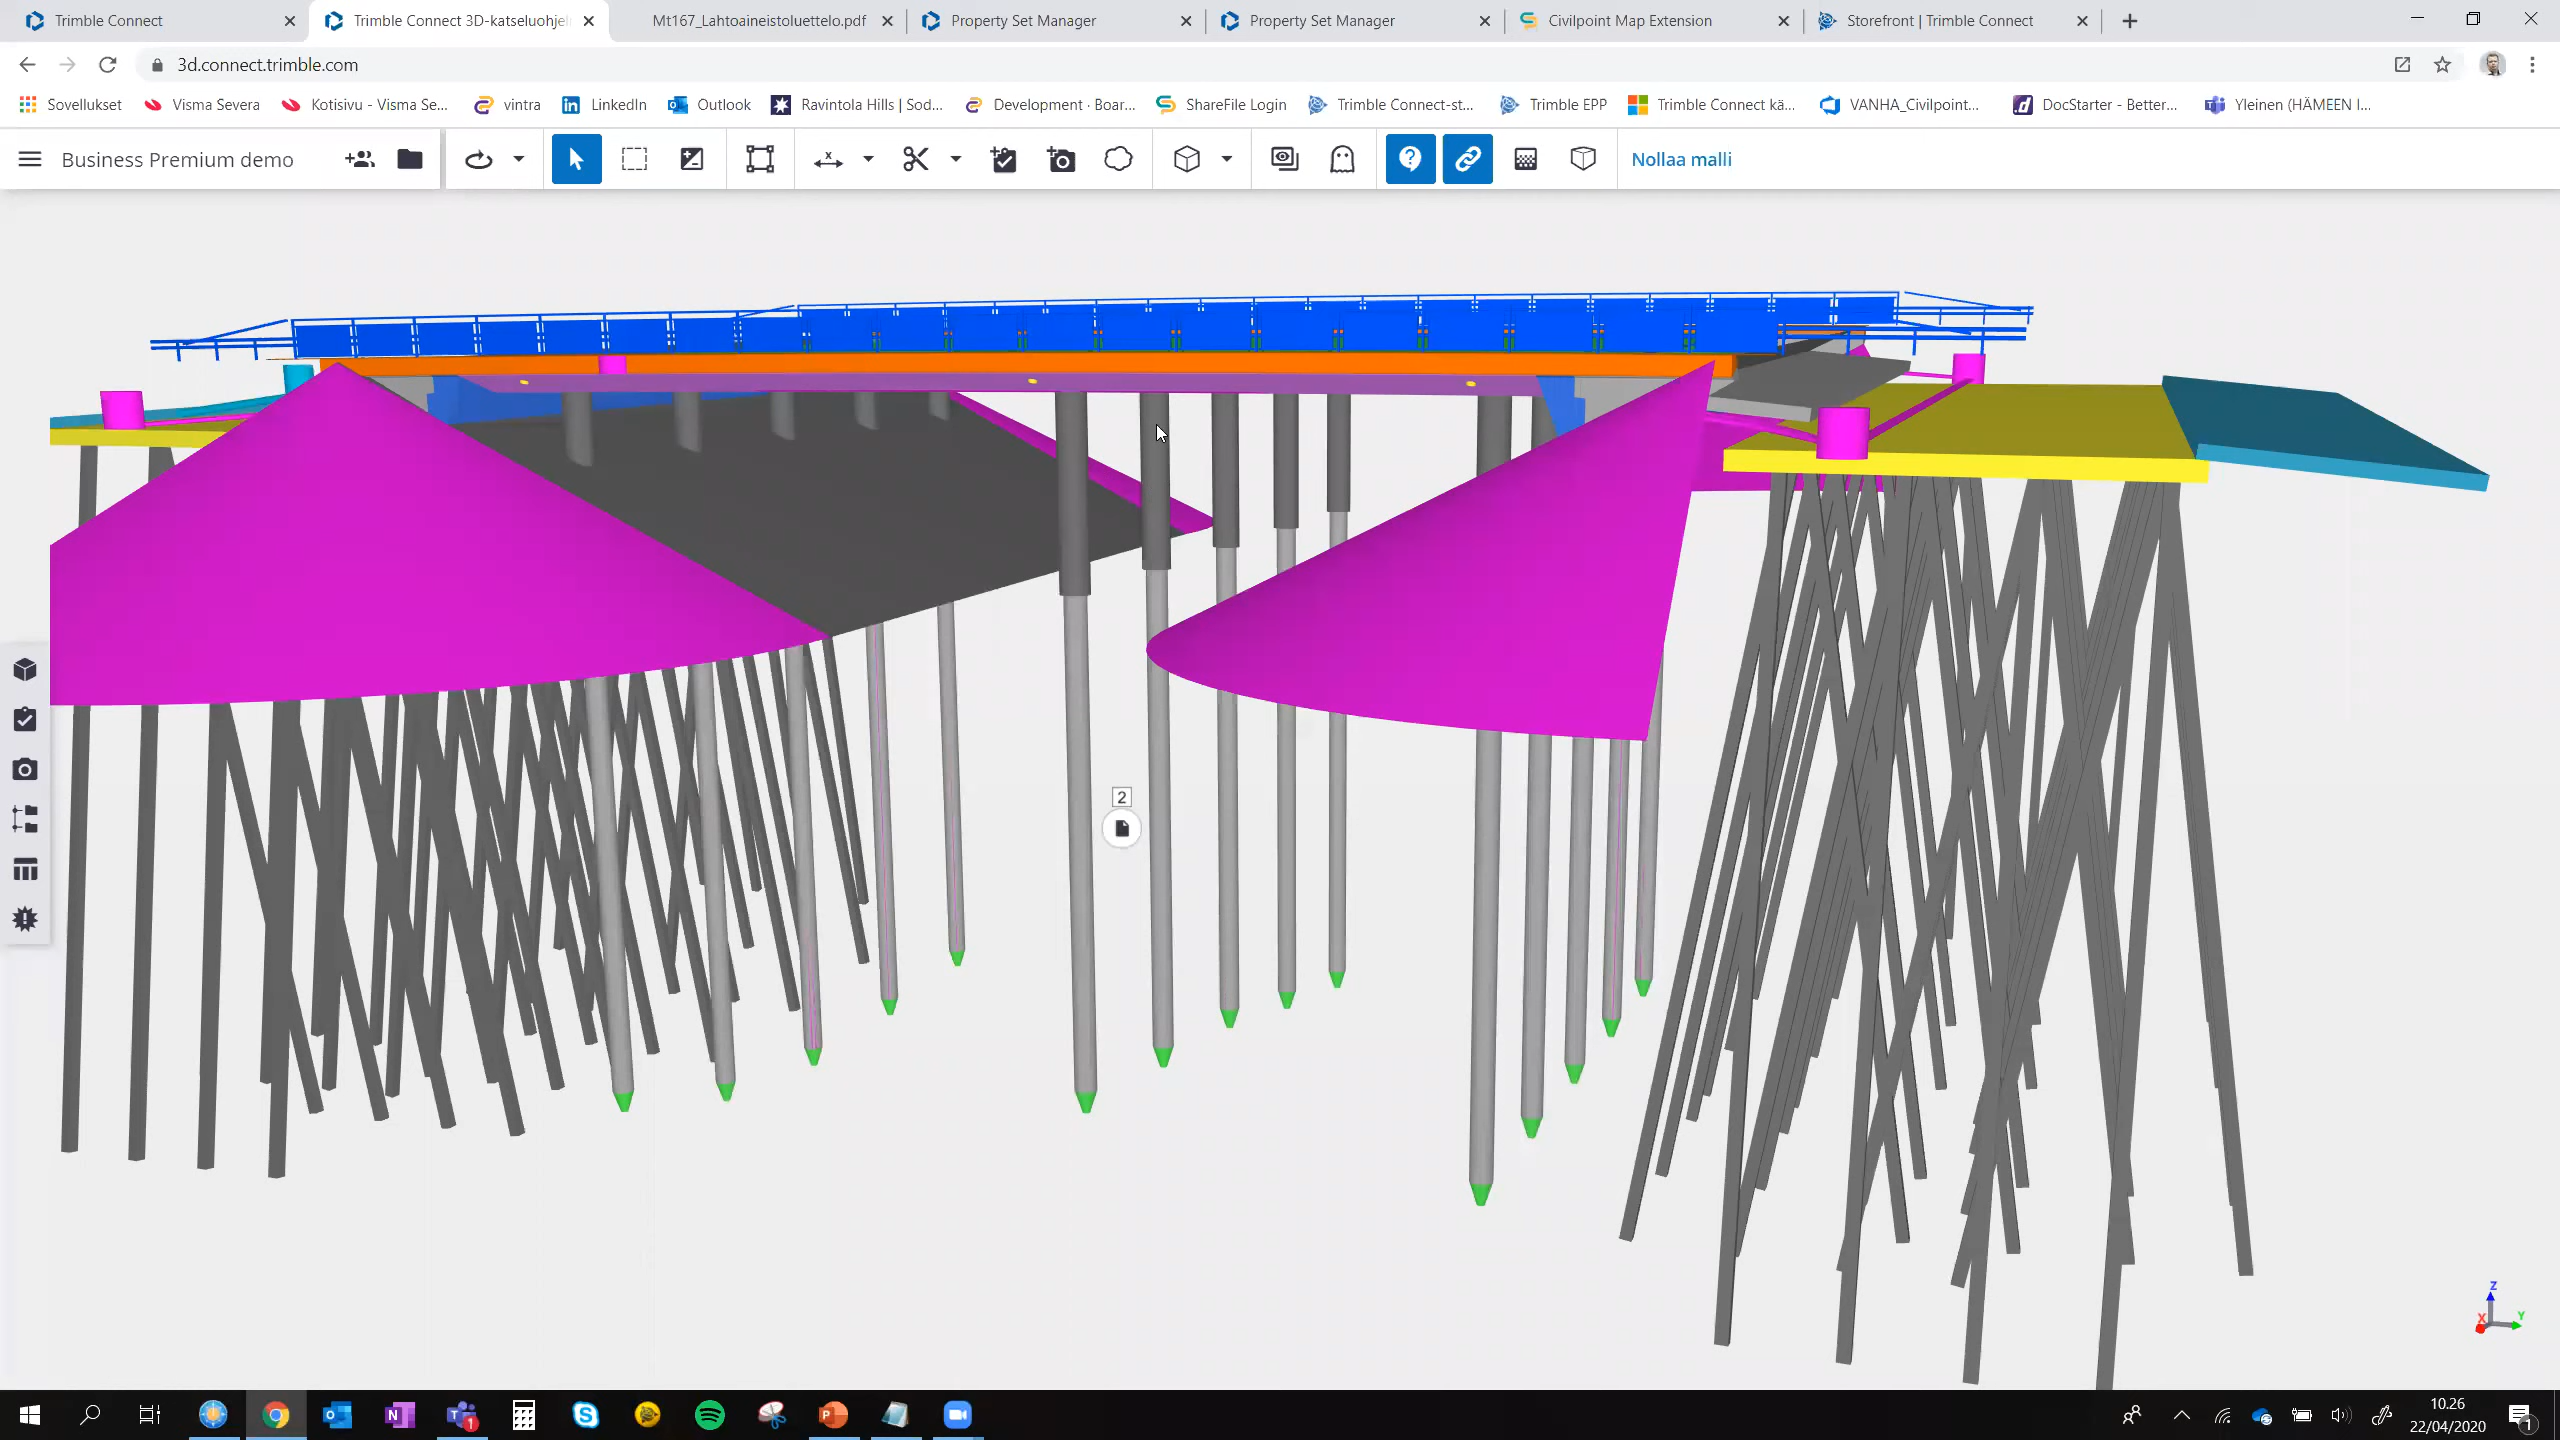 Trimble Connect
Trimble Connect 3D-katseluohjel
Mt167_Lahtoaineistoluettelo.pdf
Property Set Manager
Property Set Manager
Civilpoint Map Extension
Storefront | Trimble Connect
3d.connect.trimble.com
Sovellukset
Visma Severa
Kotisivu - Visma Se...
vintra
LinkedIn
Outlook
Ravintola Hills | Sod...
Development · Boar...
ShareFile Login
Trimble Connect-st...
Trimble EPP
Trimble Connect kä...
VANHA_Civilpoint...
DocStarter - Better...
Yleinen (HÄMEEN I...
Business Premium demo
Nollaa malli
2
Z
X
Y
10.26
22/04/2020
1
1